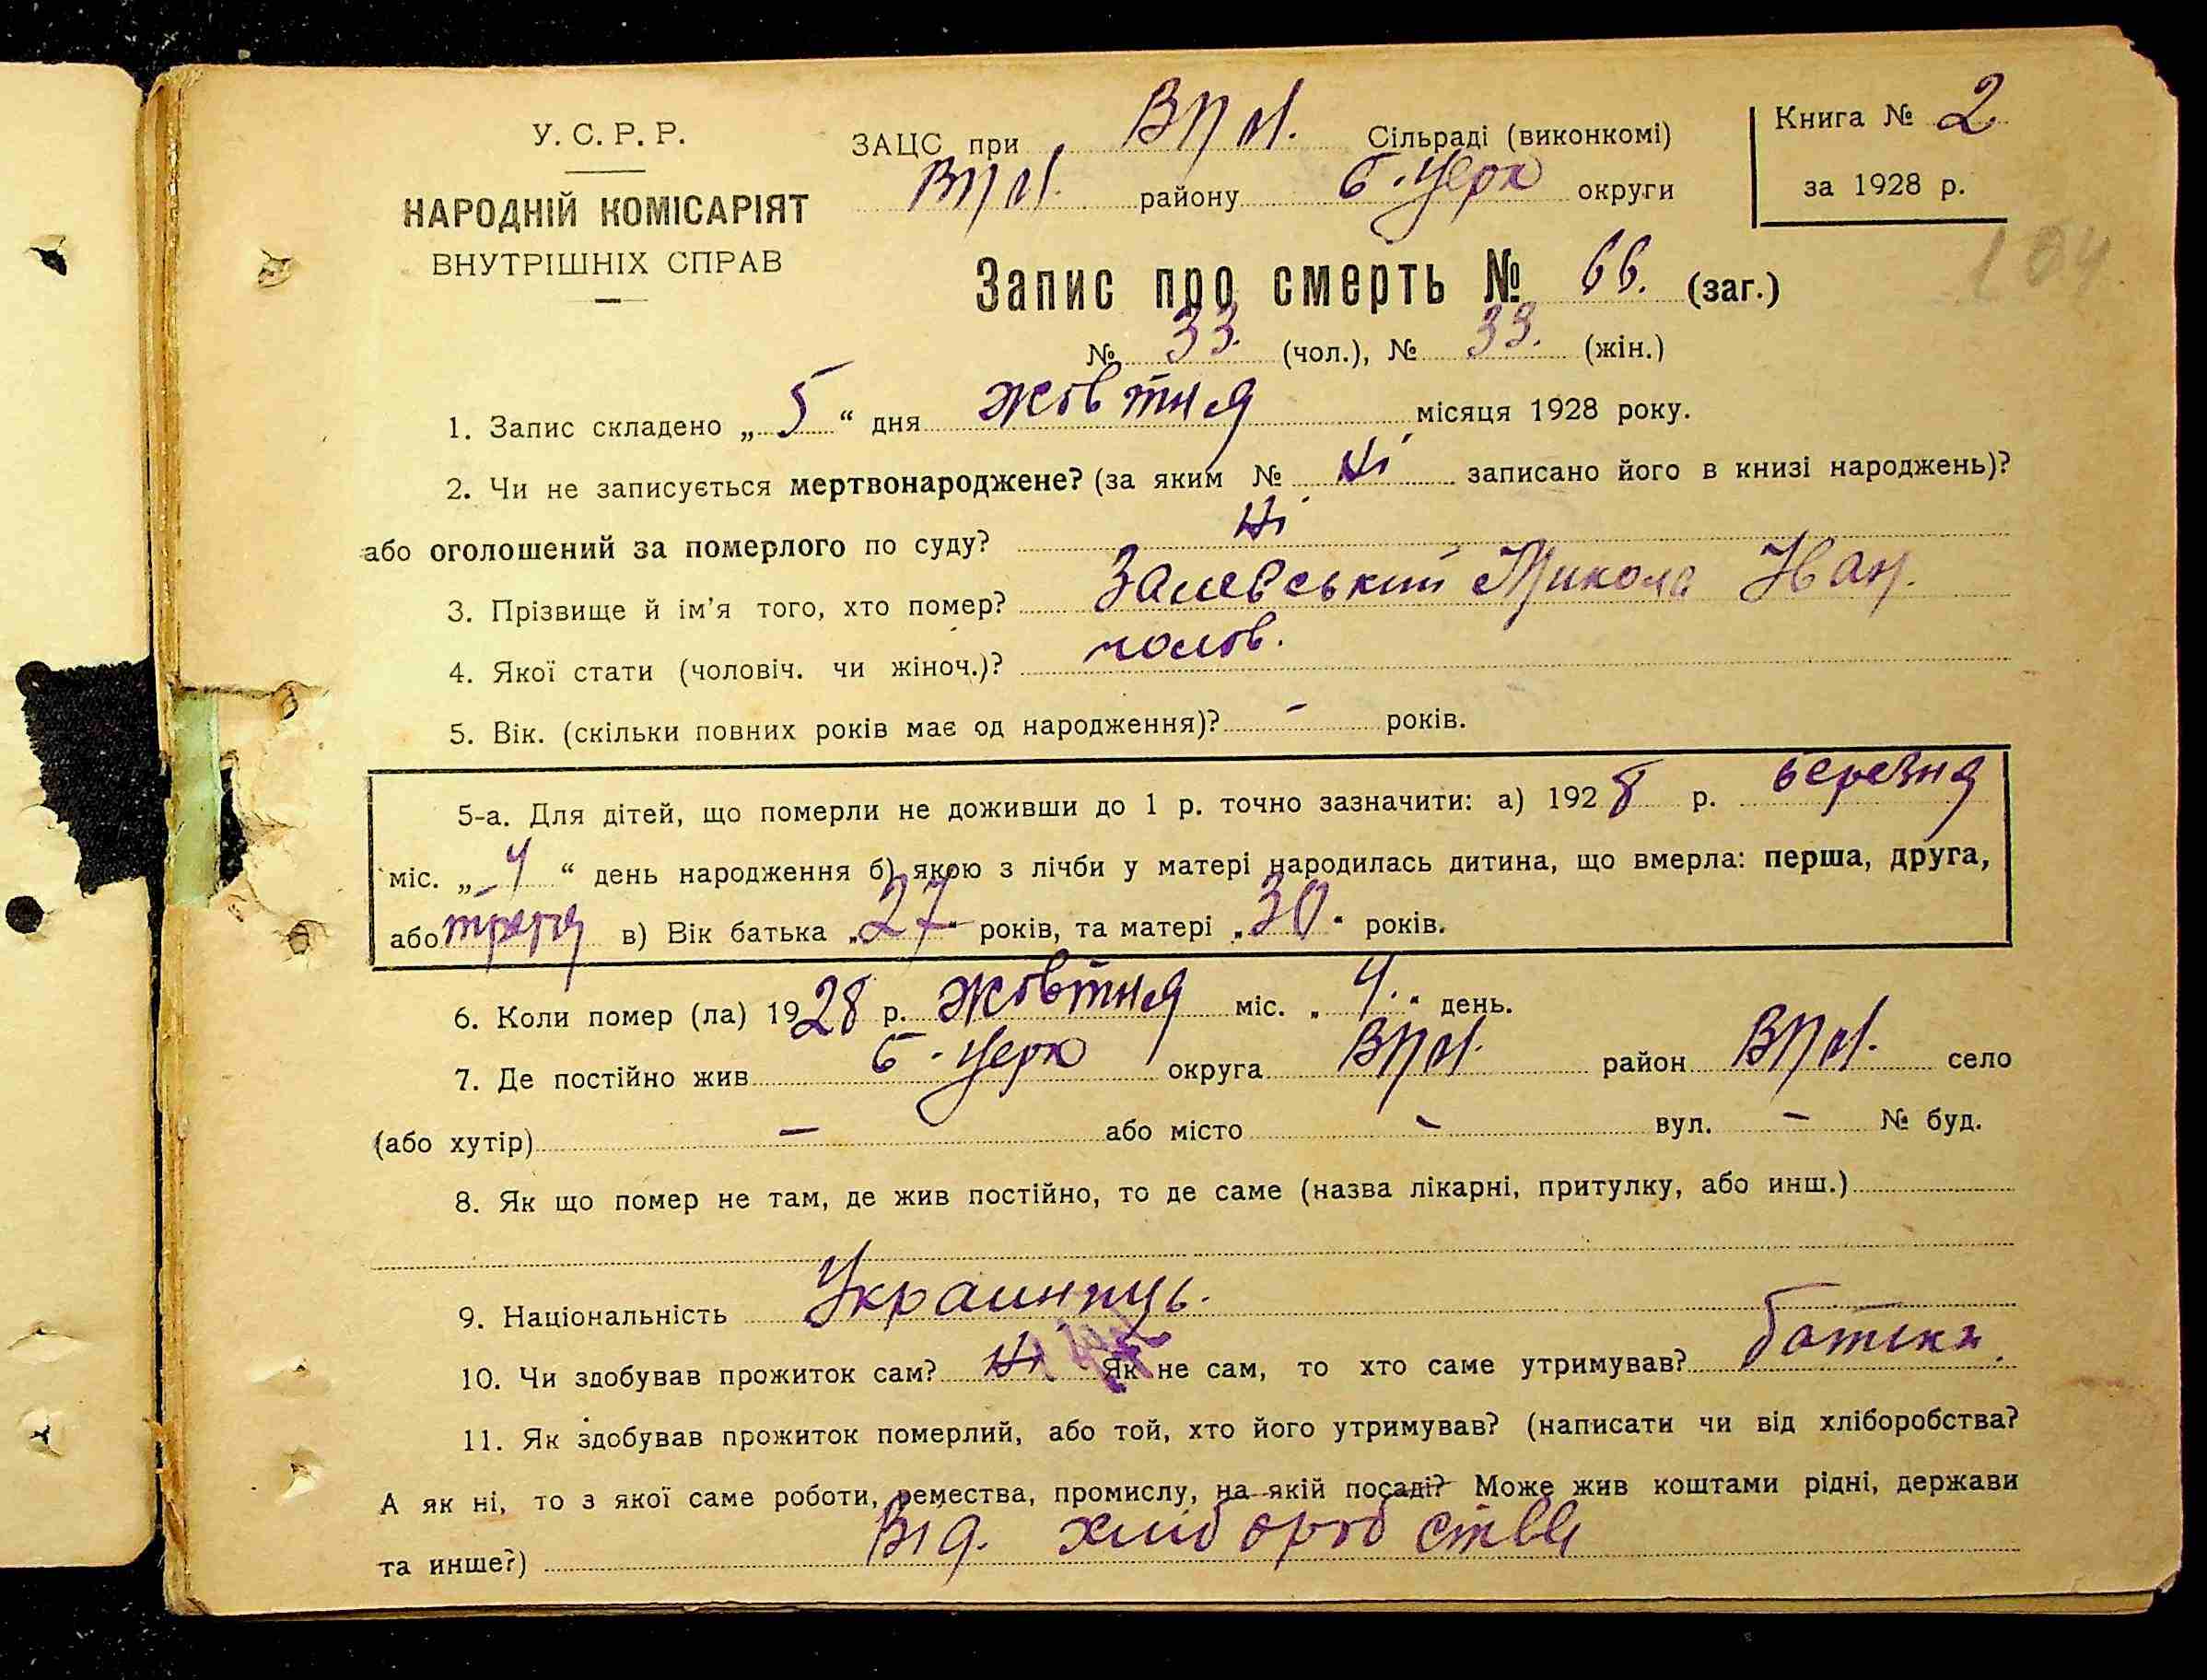 У. С. Р. Р.
НАРОДНІЙ КОМІСАРІЯТ
ВНУТРІШНІХ СПРАВ
ЗАЦС при ВПМ. Сільраді (виконкомі)
ВПМ. району Б. Церк округи
Книга № 2
за 1928 р.
104
Запис про смерть № 66. (заг.)
№ 33. (чол.), № 33. (жін.)
1. Запис складено „ 5 “ дня жовтня місяця 1928 року.
2. Чи не записується мертвонароджене? (за яким № Ні записано його в книзі народжень)?
або оголошений за померлого по суду? Ні
3. Прізвище й ім'я того, хто помер? Залевський Микола Іван.
4. Якої стати (чоловіч. чи жіноч.)? чолов.
5. Вік. (скільки повних років має од народження)? - років.
5-а. Для дітей, що померли не доживши до 1 р. точно зазначити: а) 1928 р. березня
міс. „ 4 “ день народження б) якою з лічби у матері народилась дитина, що вмерла: перша, друга,
або третя в) Вік батька „ 27 “ років, та матері „ 30 “ років.
6. Коли помер (ла) 1928 р. жовтня міс. „ 4. “ день.
7. Де постійно жив Б. Церк округа ВПМ. район ВПМ. село
(або хутір) — або місто - вул. - № буд.
8. Як що помер не там, де жив постійно, то де саме (назва лікарні, притулку, або инш.)
9. Національність Украинець.
10. Чи здобував прожиток сам? Ні Як не сам, то хто саме утримував? батьки.
11. Як здобував прожиток померлий, або той, хто його утримував? (написати чи від хліборобства?
А як ні, то з якої саме роботи, ремества, промислу, на якій посаді? Може жив коштами рідні, держави
та инше?) Від. хліборобства